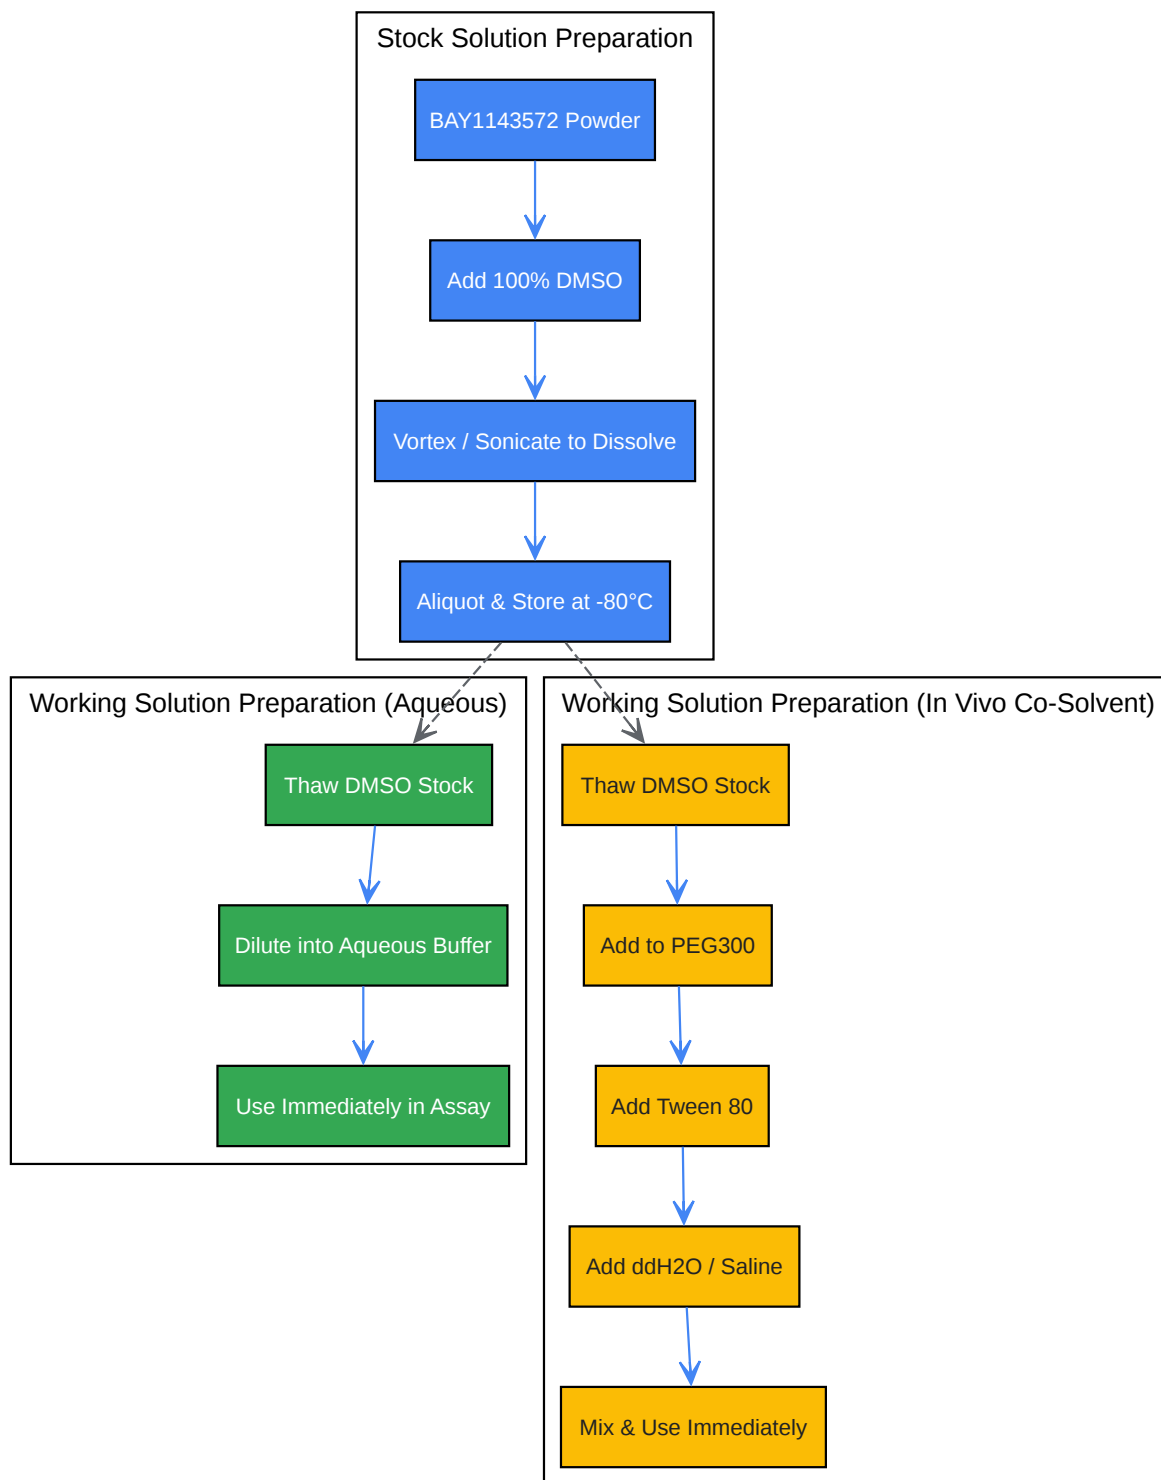 Stock Solution Preparation
BAY1143572 Powder
Add 100% DMSO
Vortex / Sonicate to Dissolve
Aliquot & Store at -80°C
Working Solution Preparation (Aqueous)
Thaw DMSO Stock
Dilute into Aqueous Buffer
Use Immediately in Assay
Working Solution Preparation (In Vivo Co-Solvent)
Thaw DMSO Stock
Add to PEG300
Add Tween 80
Add ddH2O / Saline
Mix & Use Immediately